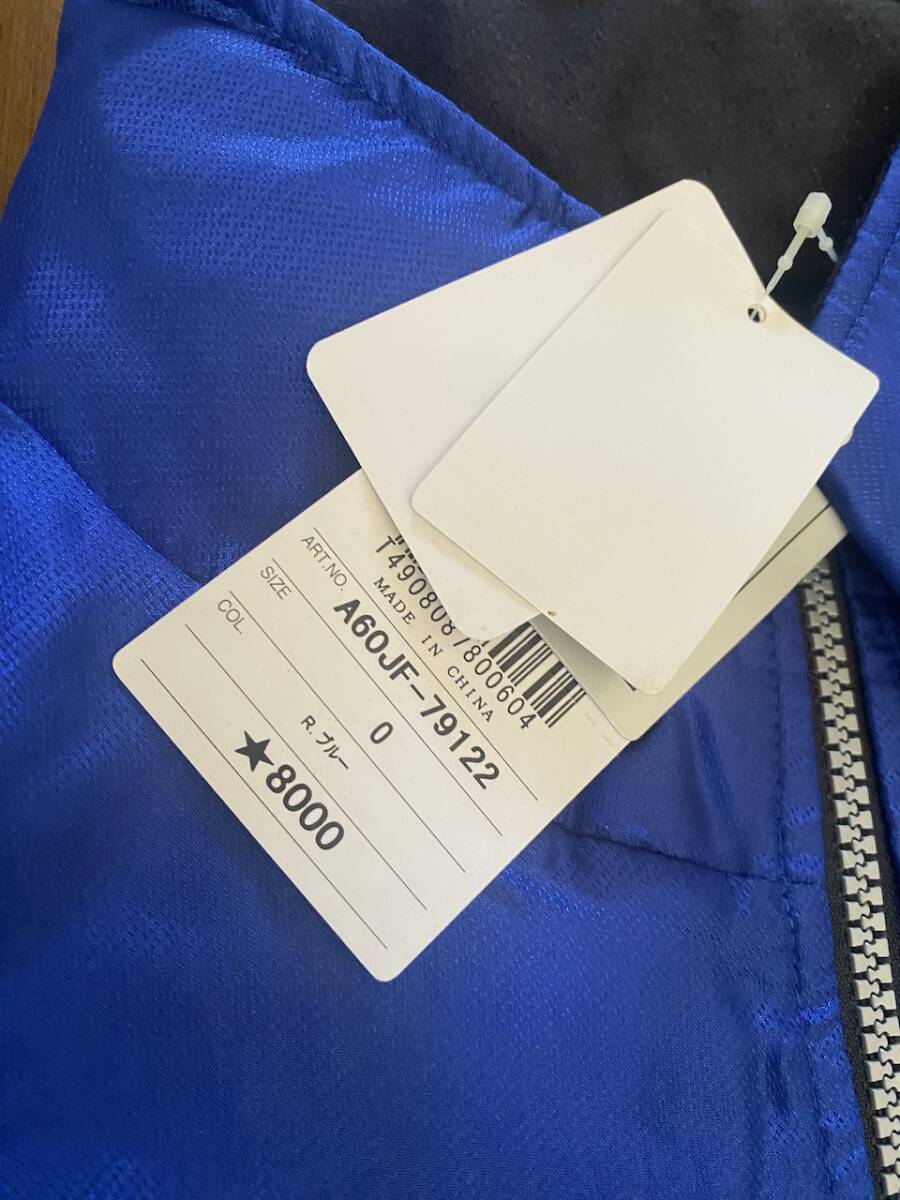 T4908087800604
MADE IN CHINA
ART.NO. A60JF-79122
SIZE 0
COL. R.ブルー
★8000